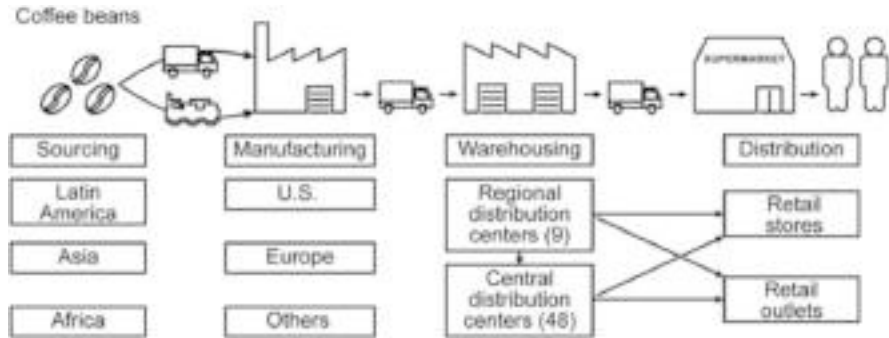 Coffee beans
SUPERMARKET
Sourcing
Manufacturing
Warehousing
Distribution
Latin
America
U.S.
Regional
distribution
centers (9)
Retail
stores
Asia
Europe
Central
distribution
centers (48)
Retail
outlets
Africa
Others